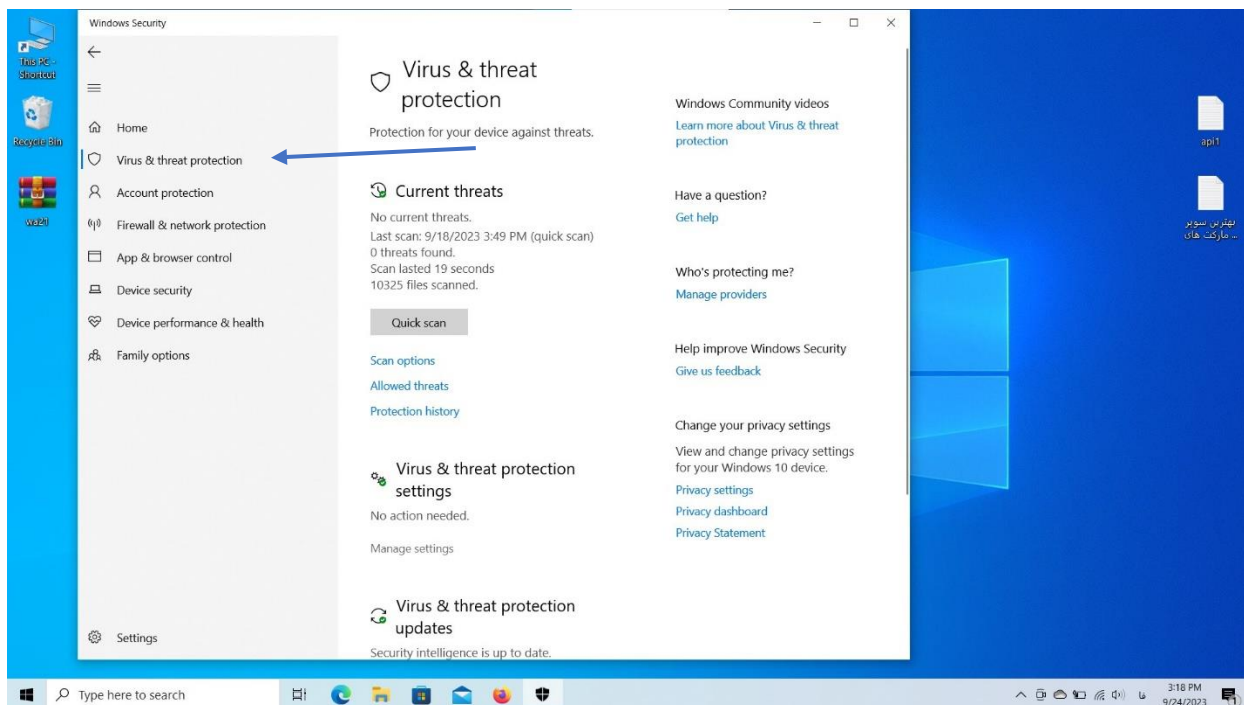 Windows Security
This PC -
Shortcut
Recycle Bin
wa21
Home
Virus & threat protection
Account protection
Firewall & network protection
App & browser control
Device security
Device performance & health
Family options
Settings
Virus & threat
protection
Protection for your device against threats.
Current threats
No current threats.
Last scan: 9/18/2023 3:49 PM (quick scan)
0 threats found.
Scan lasted 19 seconds
10325 files scanned.
Quick scan
Scan options
Allowed threats
Protection history
Virus & threat protection
settings
No action needed.
Manage settings
Virus & threat protection
updates
Security intelligence is up to date.
Windows Community videos
Learn more about Virus & threat
protection
Have a question?
Get help
Who's protecting me?
Manage providers
Help improve Windows Security
Give us feedback
Change your privacy settings
View and change privacy settings
for your Windows 10 device.
Privacy settings
Privacy dashboard
Privacy Statement
api1
بهترین سوپر
مارکت های ...
Type here to search
فا
3:18 PM
9/24/2023
1